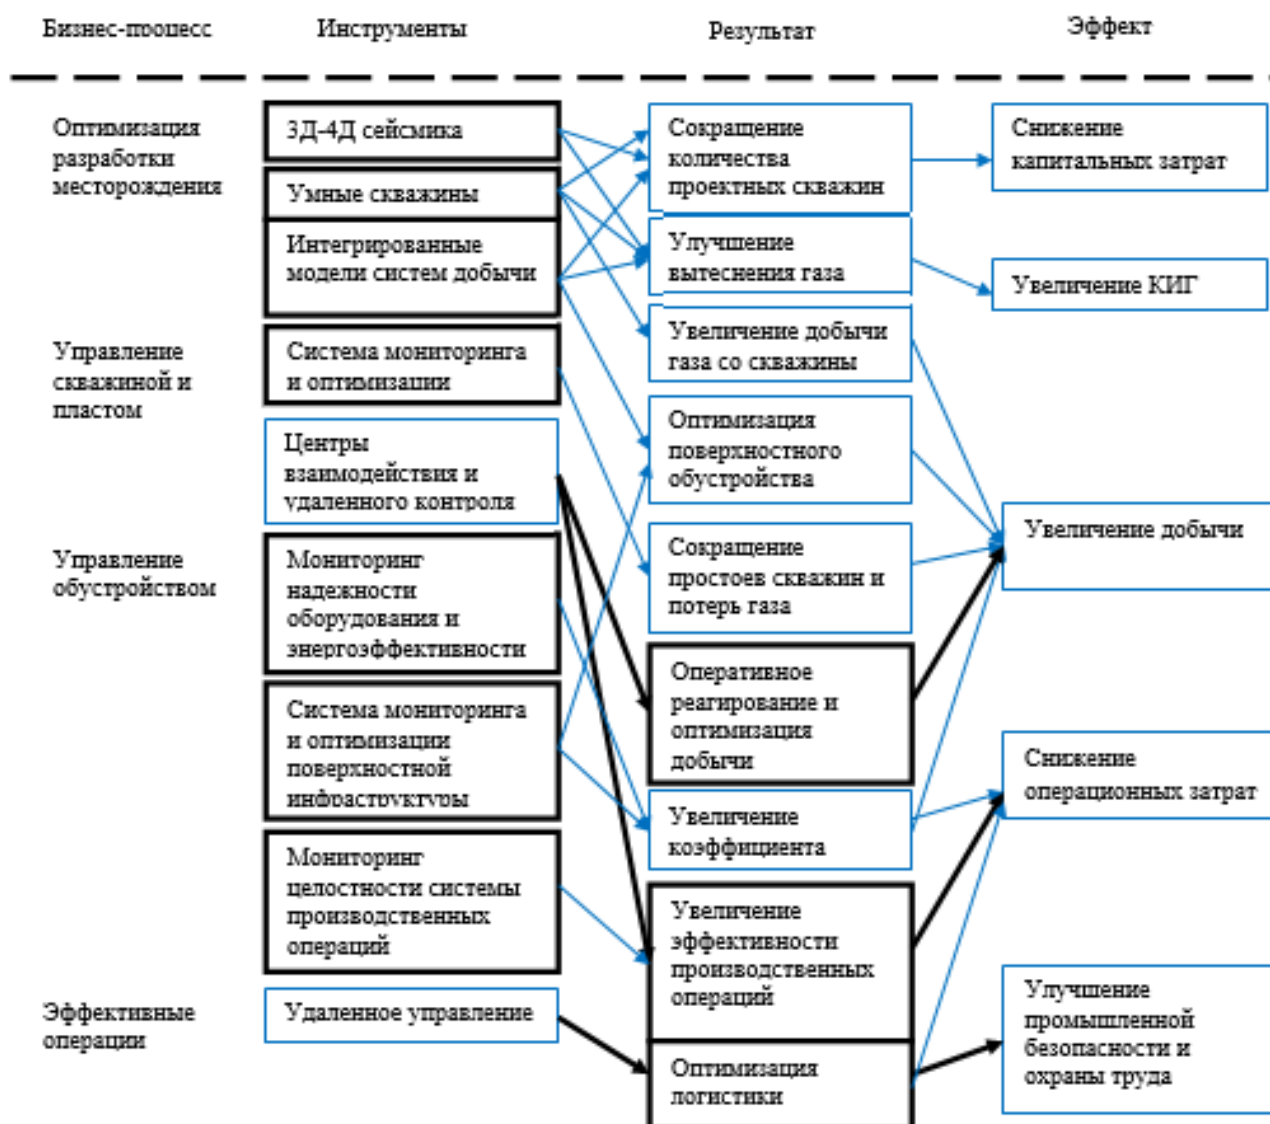 Бизнес-процесс
Инструменты
Результат
Эффект
Оптимизация
разработки
месторождения
Управление
скважиной и
пластом
Управление
обустройством
Эффективные
операции
3Д-4Д сейсмика
Умные скважины
Интегрированные
модели систем добычи
Система мониторинга
и оптимизации
Центры
взаимодействия и
удаленного контроля
Мониторинг
надежности
оборудования и
энергоэффективности
Система мониторинга
и оптимизации
поверхностной
инфраструктуры
Мониторинг
целостности системы
производственных
операций
Удаленное управление
Сокращение
количества
проектных скважин
Улучшение
вытеснения газа
Увеличение добычи
газа со скважины
Оптимизация
поверхностного
обустройства
Сокращение
простоев скважин и
потерь газа
Оперативное
реагирование и
оптимизация
добычи
Увеличение
коэффициента
Увеличение
эффективности
производственных
операций
Оптимизация
логистики
Снижение
капитальных затрат
Увеличение КИГ
Увеличение добычи
Снижение
операционных затрат
Улучшение
промышленной
безопасности и
охраны труда